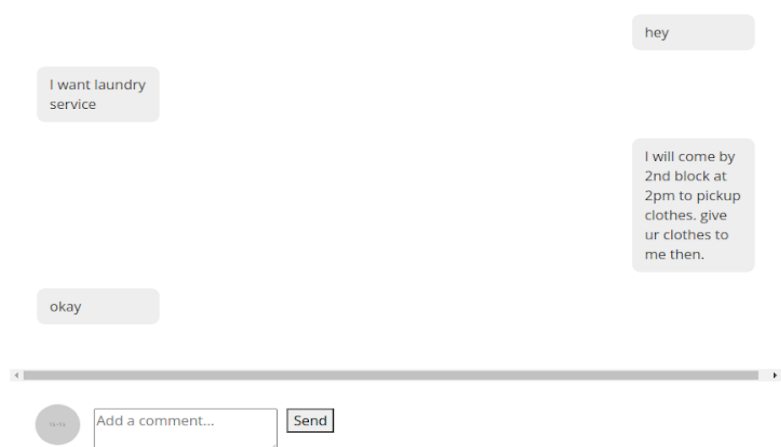 hey
I want laundry
service
I will come by
2nd block at
2pm to pickup
clothes. give
ur clothes to
me then.
okay
Add a comment...
Send